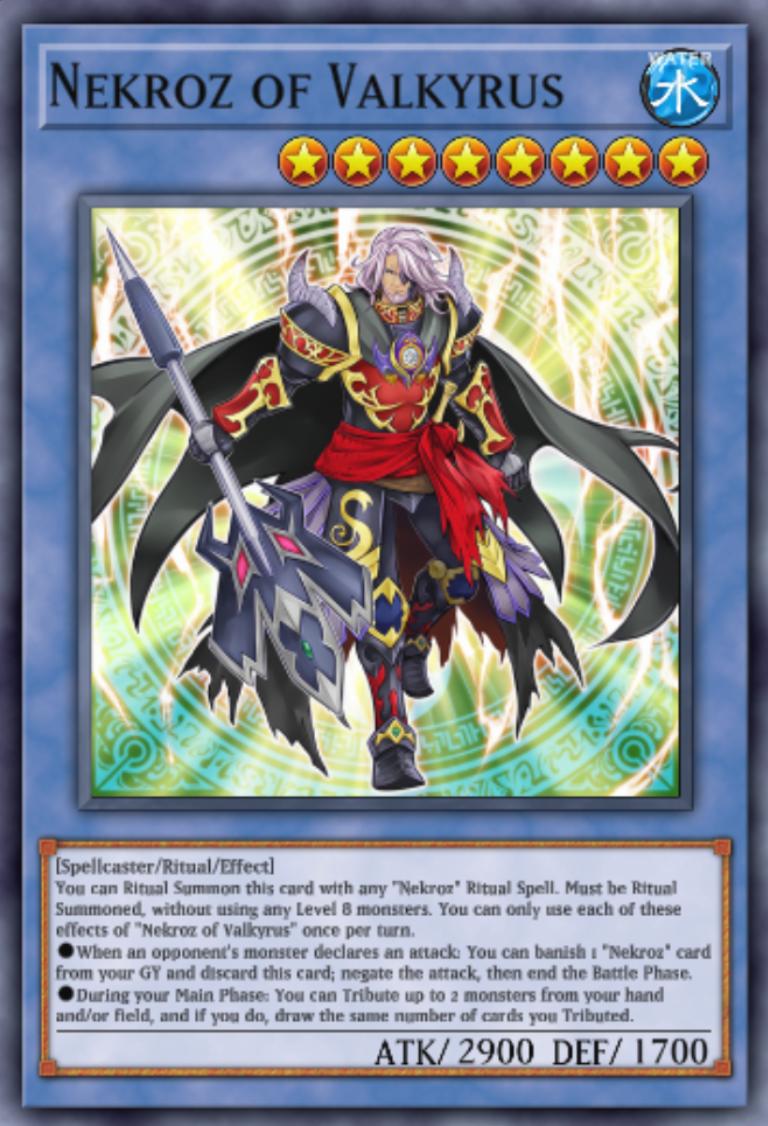 Nekroz of Valkyrus
WATER
水
[Spellcaster/Ritual/Effect]
You can Ritual Summon this card with any "Nekroz" Ritual Spell. Must be Ritual
Summoned, without using any Level 8 monsters. You can only use each of these
effects of "Nekroz of Valkyrus" once per turn.
●When an opponent's monster declares an attack: You can banish 1 "Nekroz" card
from your GY and discard this card; negate the attack, then end the Battle Phase.
●During your Main Phase: You can Tribute up to 2 monsters from your hand
and/or field, and if you do, draw the same number of cards you Tributed.
ATK/ 2900 DEF/ 1700